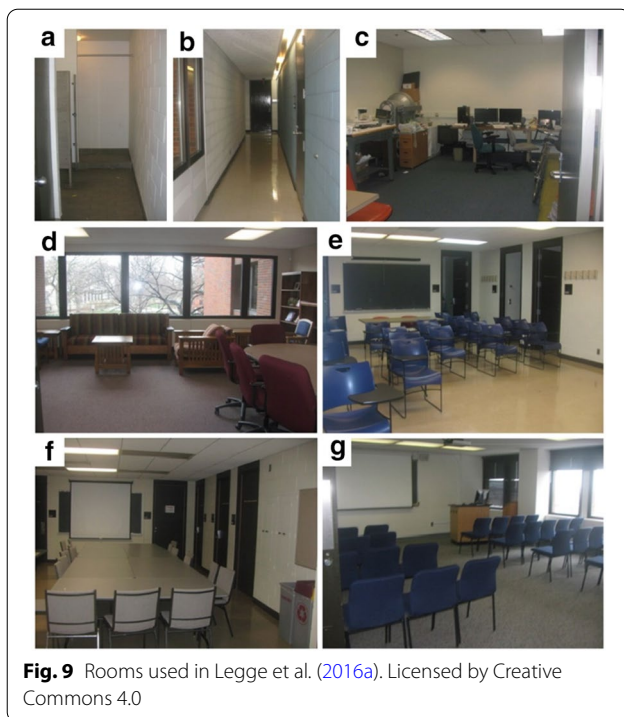 a
b
c
d
e
f
g
Fig. 9 Rooms used in Legge et al. (2016a). Licensed by Creative
Commons 4.0